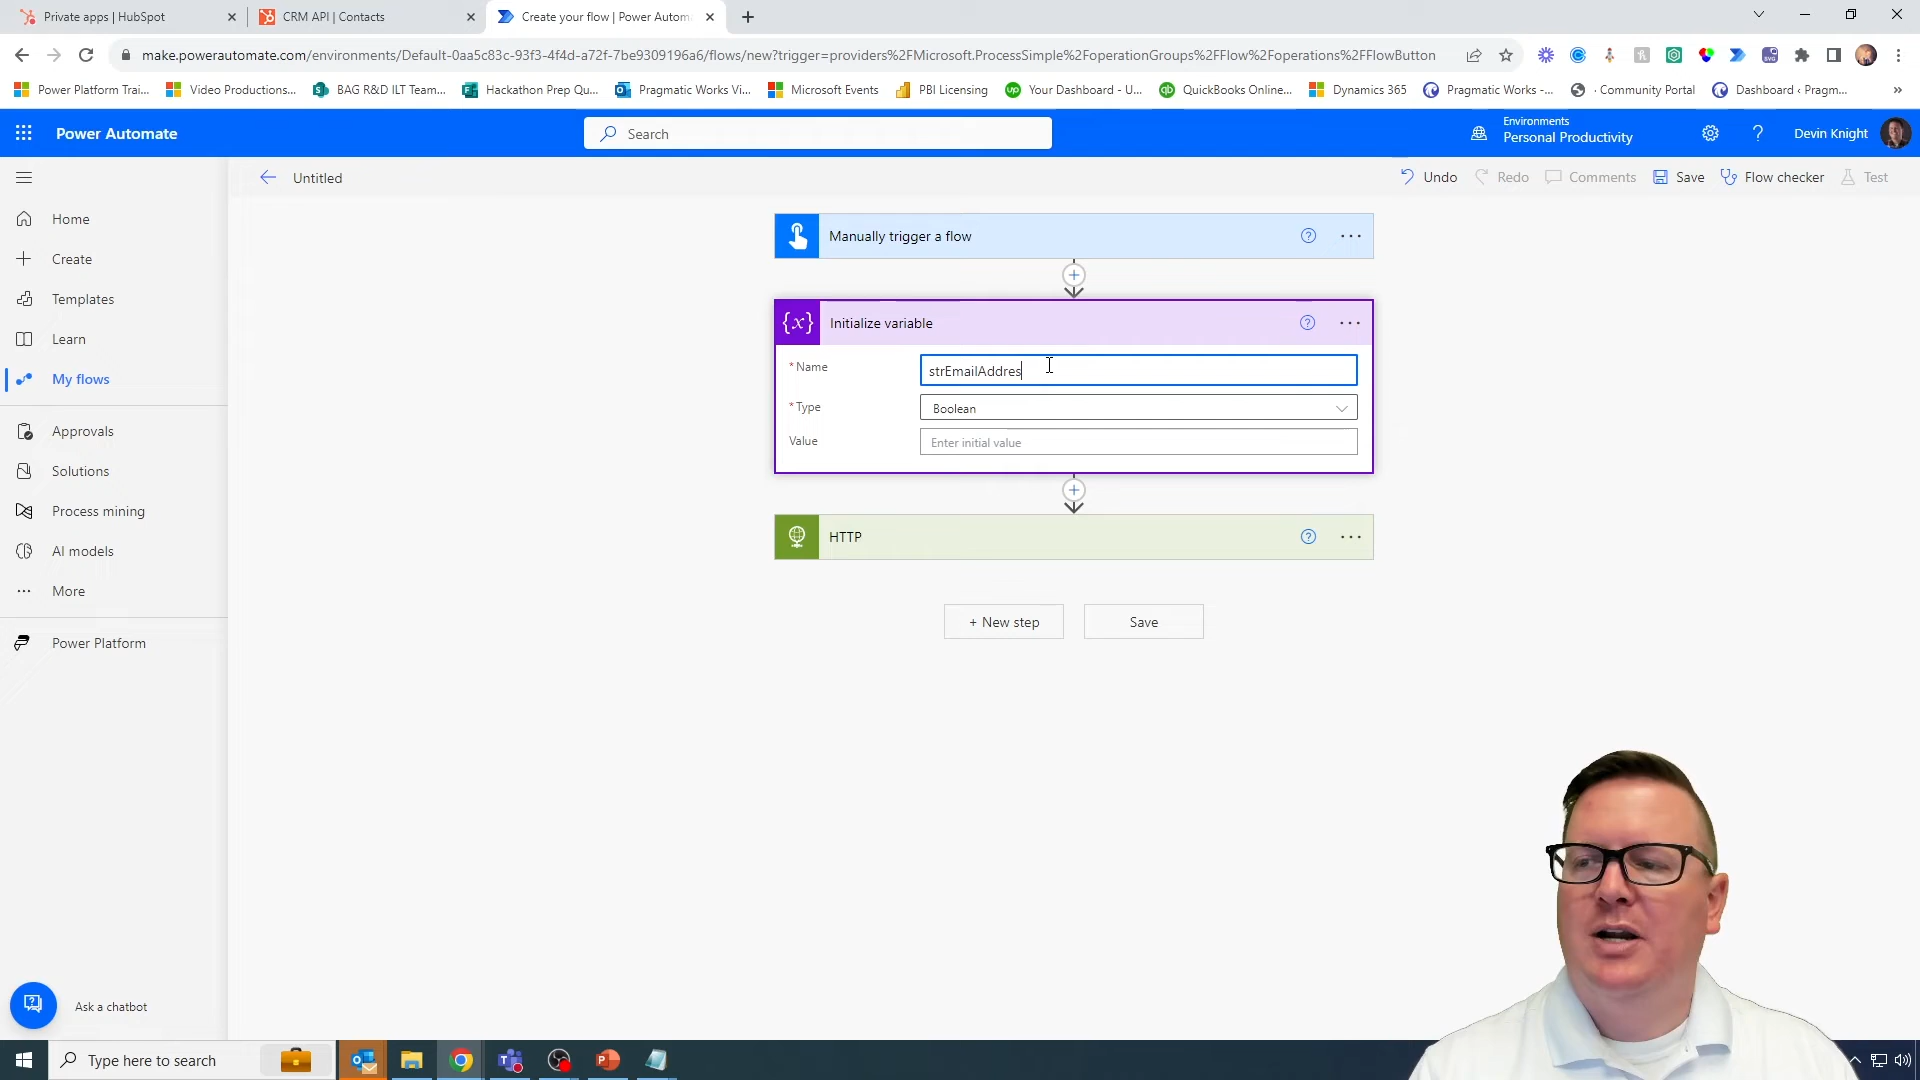 Private apps | HubSpot
CRM API | Contacts
Create your flow | Power Autom
make.powerautomate.com/environments/Default-0aa5c83c-93f3-4f4d-a72f-7be9309196a6/flows/new?trigger=providers%2FMicrosoft.ProcessSimple%2FoperationGroups%2FFlow%2Foperations%2FFlowButton
Power Platform Trai...
Video Productions...
BAG R&D ILT Team...
Hackathon Prep Qu...
Pragmatic Works Vi...
Microsoft Events
PBI Licensing
Your Dashboard - U...
QuickBooks Online...
Dynamics 365
Pragmatic Works -...
· Community Portal
Dashboard ‹ Pragm...
»
Power Automate
Search
Environments
Personal Productivity
Devin Knight
Untitled
Undo
Redo
Comments
Save
Flow checker
Test
Home
Create
Templates
Learn
My flows
Approvals
Solutions
Process mining
AI models
More
Power Platform
Manually trigger a flow
{x} Initialize variable
* Name
strEmailAddres
* Type
Boolean
Value
Enter initial value
HTTP
+ New step
Save
Ask a chatbot
Type here to search